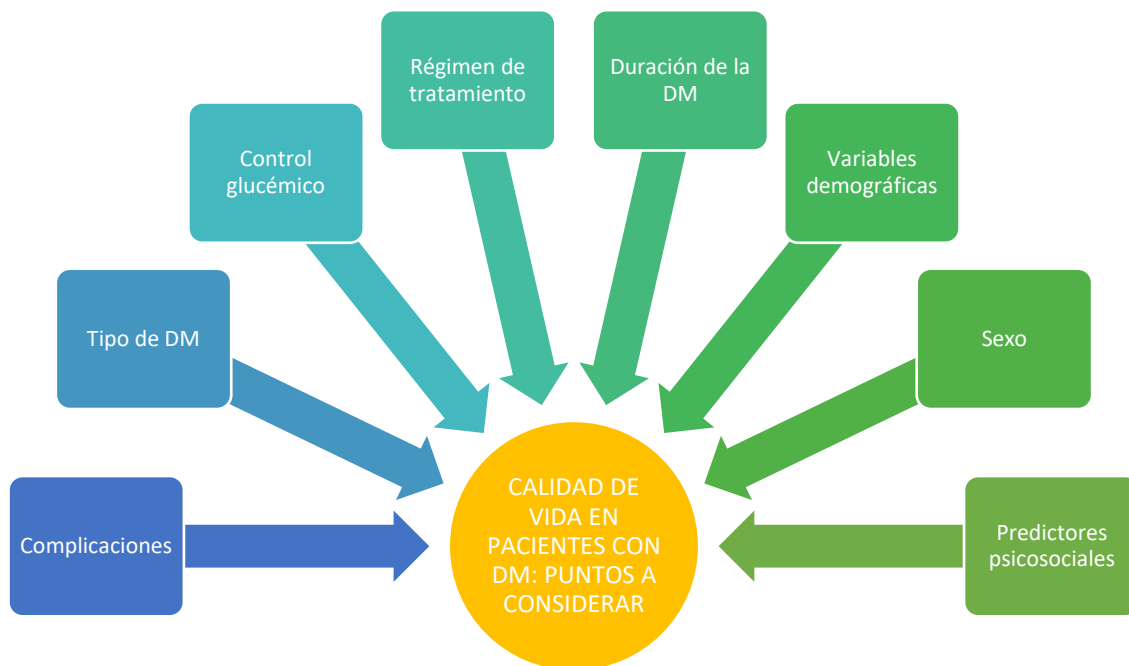 Complicaciones
Tipo de DM
Control
glucémico
Régimen de
tratamiento
Duración de la
DM
Variables
demográficas
Sexo
Predictores
psicosociales
CALIDAD DE
VIDA EN
PACIENTES CON
DM: PUNTOS A
CONSIDERAR